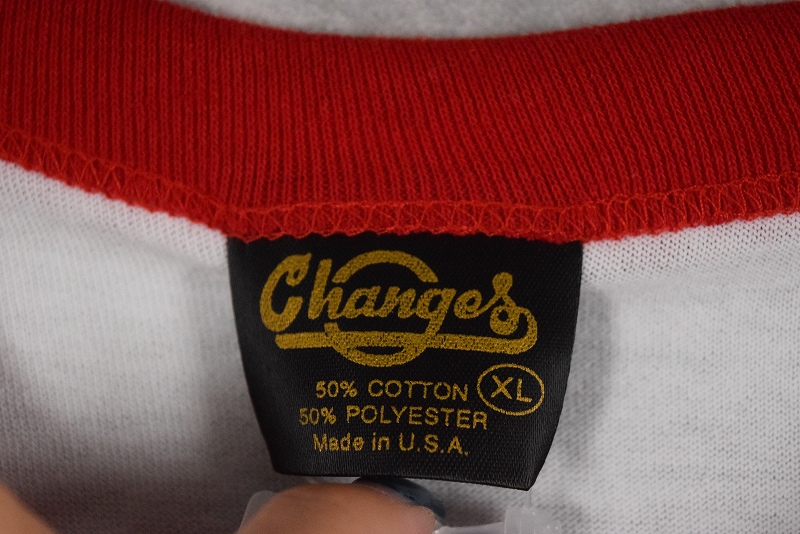 Changes
50% COTTON XL
50% POLYESTER
Made in U.S.A.